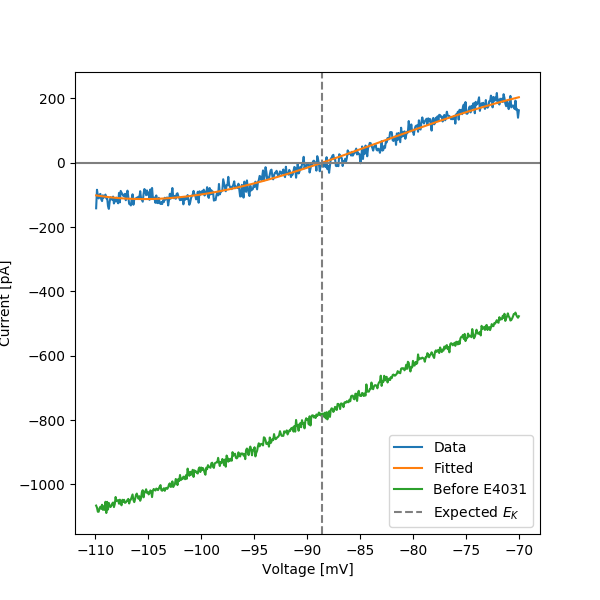 200
0
−200
−400
−600
−800
−1000
Current [pA]
−110 −105 −100 −95 −90 −85 −80 −75 −70
Voltage [mV]
Data
Fitted
Before E4031
Expected E_K